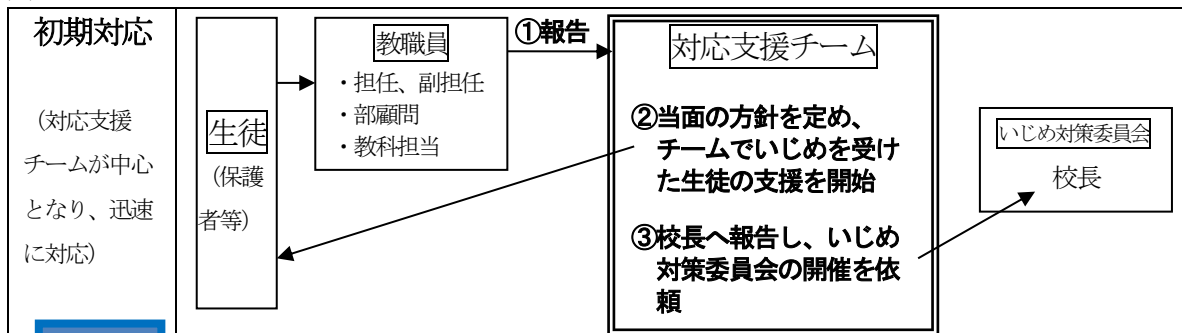 初期対応
(対応支援
チームが中心
となり、迅速
に対応)
生徒
(保護
者等)
教職員
・担任、副担任
・部顧問
・教科担当
①報告
対応支援チーム
②当面の方針を定め、
チームでいじめを受け
た生徒の支援を開始
③校長へ報告し、いじめ
対策委員会の開催を依
頼
いじめ対策委員会
校長